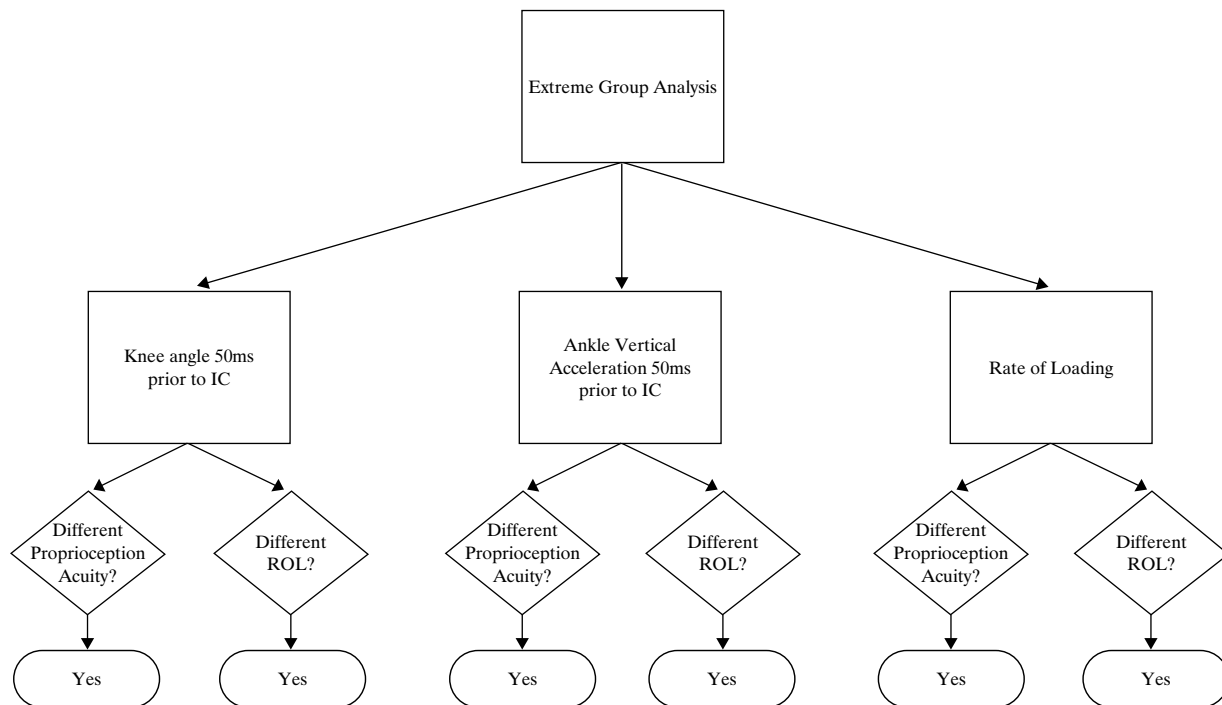 Extreme Group Analysis
Knee angle 50ms
prior to IC
Ankle Vertical
Acceleration 50ms
prior to IC
Rate of Loading
Different
Proprioception
Acuity?
Different
ROL?
Different
Proprioception
Acuity?
Different
ROL?
Different
Proprioception
Acuity?
Different
ROL?
Yes
Yes
Yes
Yes
Yes
Yes